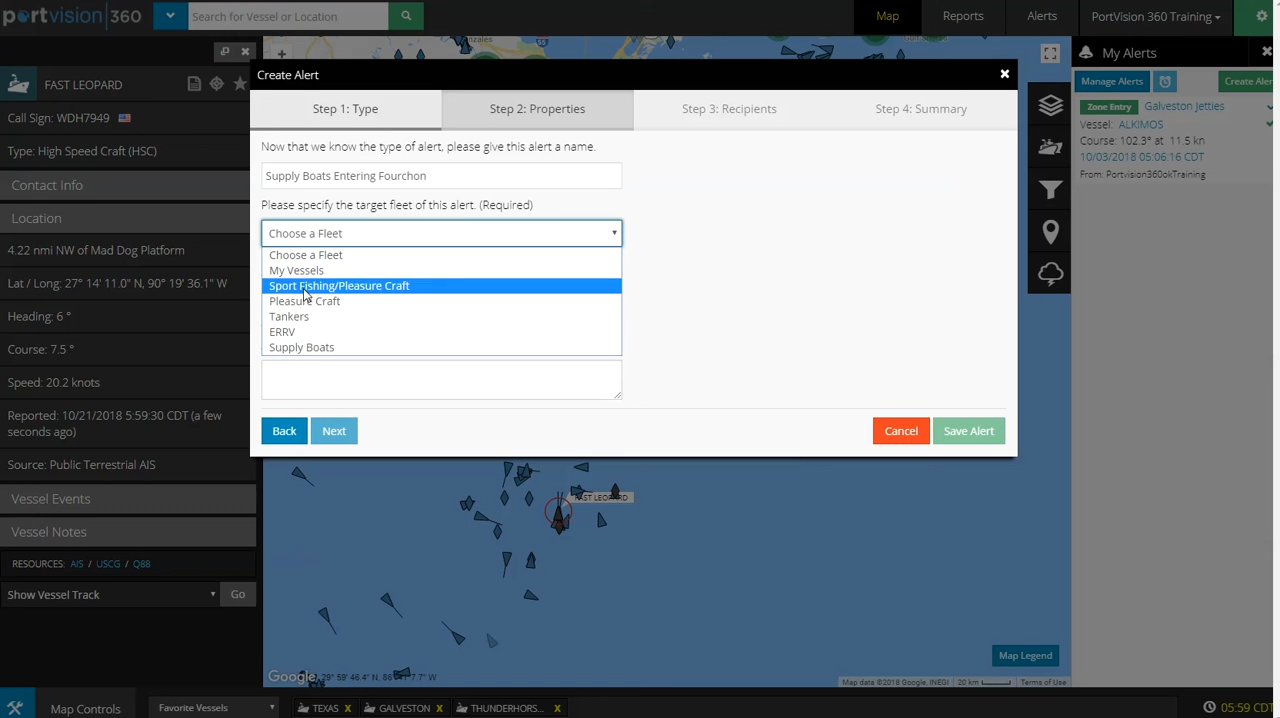 portvision 360
Search for Vessel or Location
Map
Reports
Alerts
PortVision 360 Training
FAST LEOPARD
Call Sign: WDH7949
Type: High Speed Craft (HSC)
Contact Info
Location
4.22 nmi NW of Mad Dog Platform
Lat / Long: 27° 14' 11.0" N, 90° 19' 36.1" W
Heading: 6 °
Course: 7.5 °
Speed: 20.2 knots
Reported: 10/21/2018 5:59:30 CDT (a few
seconds ago)
Source: Public Terrestrial AIS
Vessel Events
Vessel Notes
RESOURCES: AIS / USCG / Q88
Show Vessel Track
Go
Create Alert
Step 1: Type
Step 2: Properties
Step 3: Recipients
Step 4: Summary
Now that we know the type of alert, please give this alert a name.
Supply Boats Entering Fourchon
Please specify the target fleet of this alert. (Required)
Choose a Fleet
Choose a Fleet
My Vessels
Sport Fishing/Pleasure Craft
Pleasure Craft
Tankers
ERRV
Supply Boats
Back
Next
Cancel
Save Alert
FAST LEOPARD
My Alerts
Manage Alerts
Create Aler
Zone Entry
Galveston Jetties
Vessel: ALKIMOS
Course: 102.3° at 11.5 kn
10/03/2018 05:06:16 CDT
From: Portvision360okTraining
Map Legend
Google
Map data ©2018 Google, INEGI
20 km
Terms of Use
Map Controls
Favorite Vessels
TEXAS X
GALVESTON X
THUNDERHORS... X
05:59 CDT